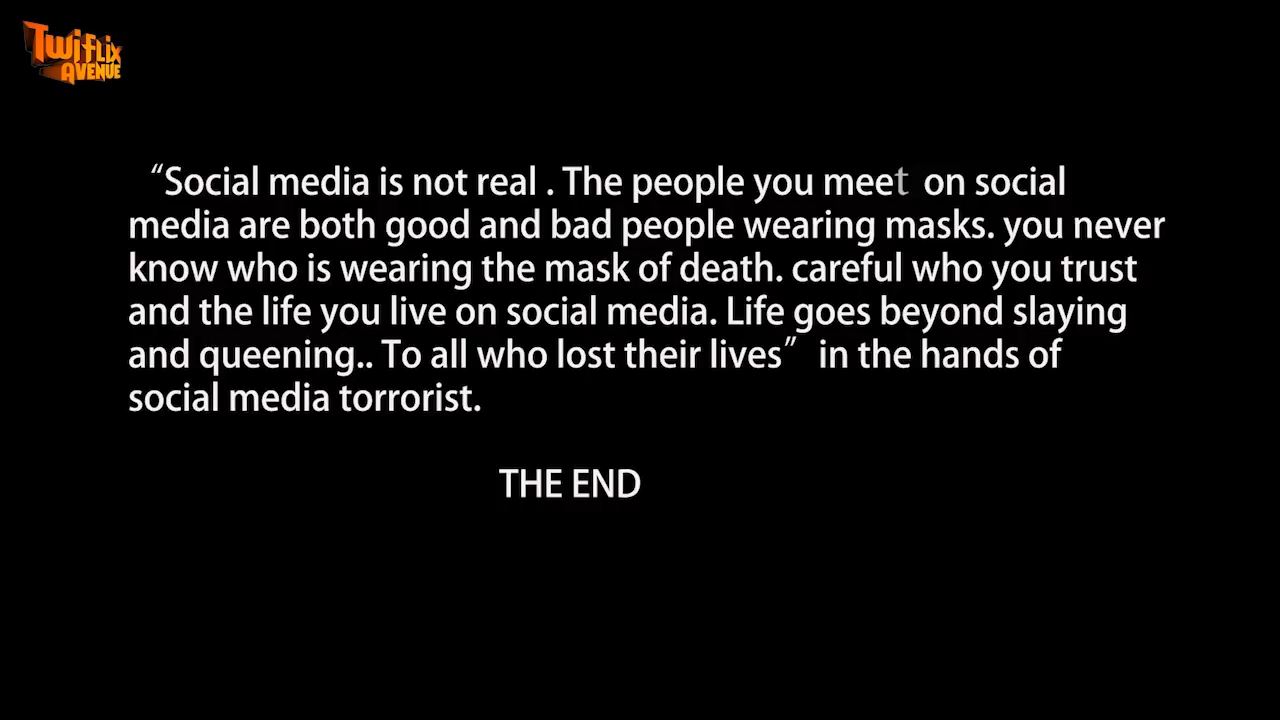 TWiFLiX
AVENUE
“Social media is not real . The people you meet on social
media are both good and bad people wearing masks. you never
know who is wearing the mask of death. careful who you trust
and the life you live on social media. Life goes beyond slaying
and queening.. To all who lost their lives” in the hands of
social media torrorist.
THE END